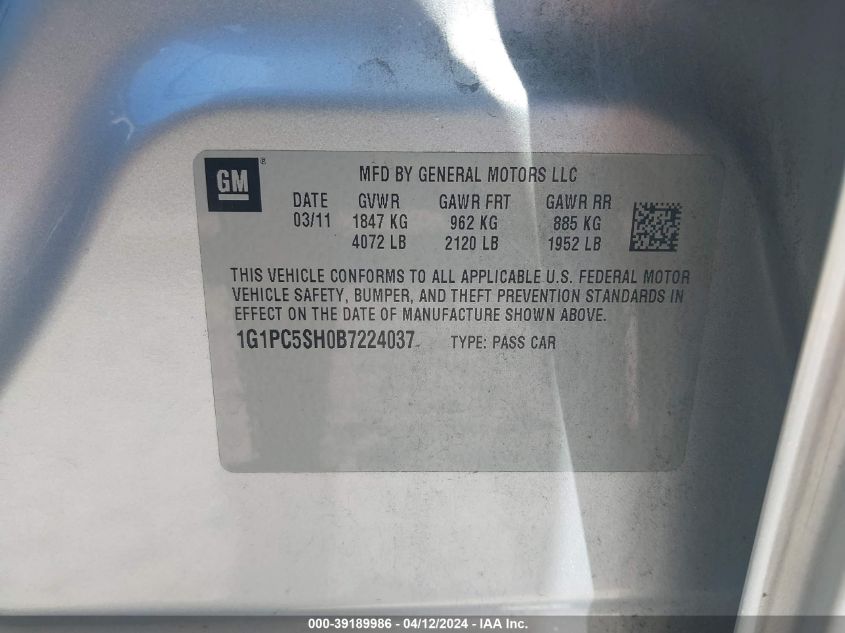 GM ®
MFD BY GENERAL MOTORS LLC
DATE GVWR GAWR FRT GAWR RR
03/11 1847 KG 962 KG 885 KG
4072 LB 2120 LB 1952 LB
THIS VEHICLE CONFORMS TO ALL APPLICABLE U.S. FEDERAL MOTOR
VEHICLE SAFETY, BUMPER, AND THEFT PREVENTION STANDARDS IN
EFFECT ON THE DATE OF MANUFACTURE SHOWN ABOVE.
1G1PC5SH0B7224037 TYPE: PASS CAR
000-39189986 - 04/12/2024 - IAA Inc.